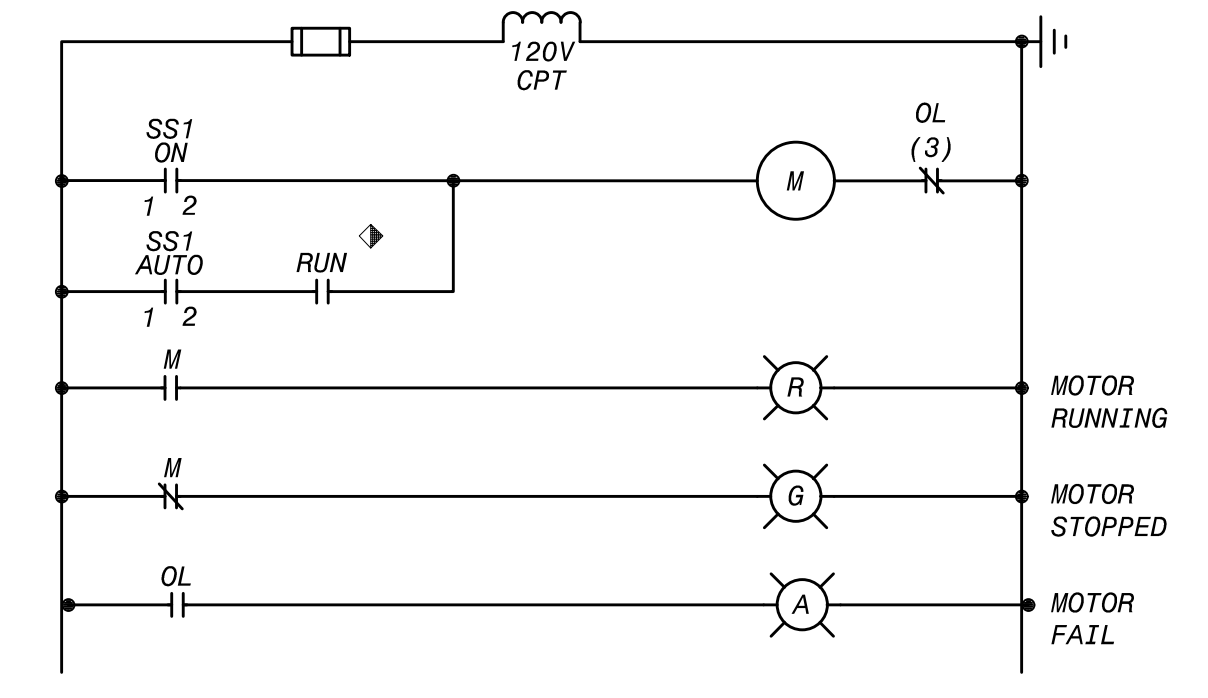 120V
CPT
SS1
ON
1 2
OL
(3)
M
SS1
AUTO
1 2
RUN
M
R
MOTOR
RUNNING
M
G
MOTOR
STOPPED
OL
A
MOTOR
FAIL